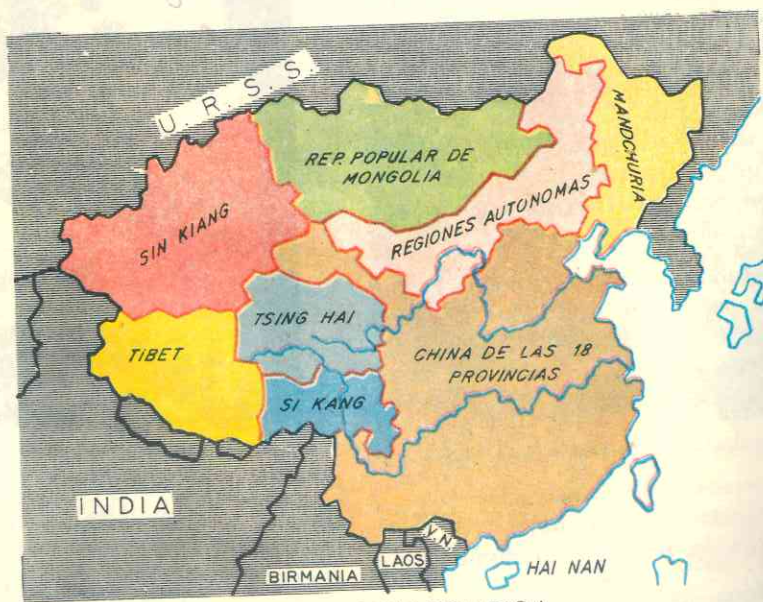 U. R. S. S.
MANDCHURIA
REP. POPULAR DE
MONGOLIA
REGIONES AUTONOMAS
SIN KIANG
TSING HAI
TIBET
CHINA DE LAS 18
PROVINCIAS
SI KANG
INDIA
V.N.
LAOS
BIRMANIA
HAI NAN